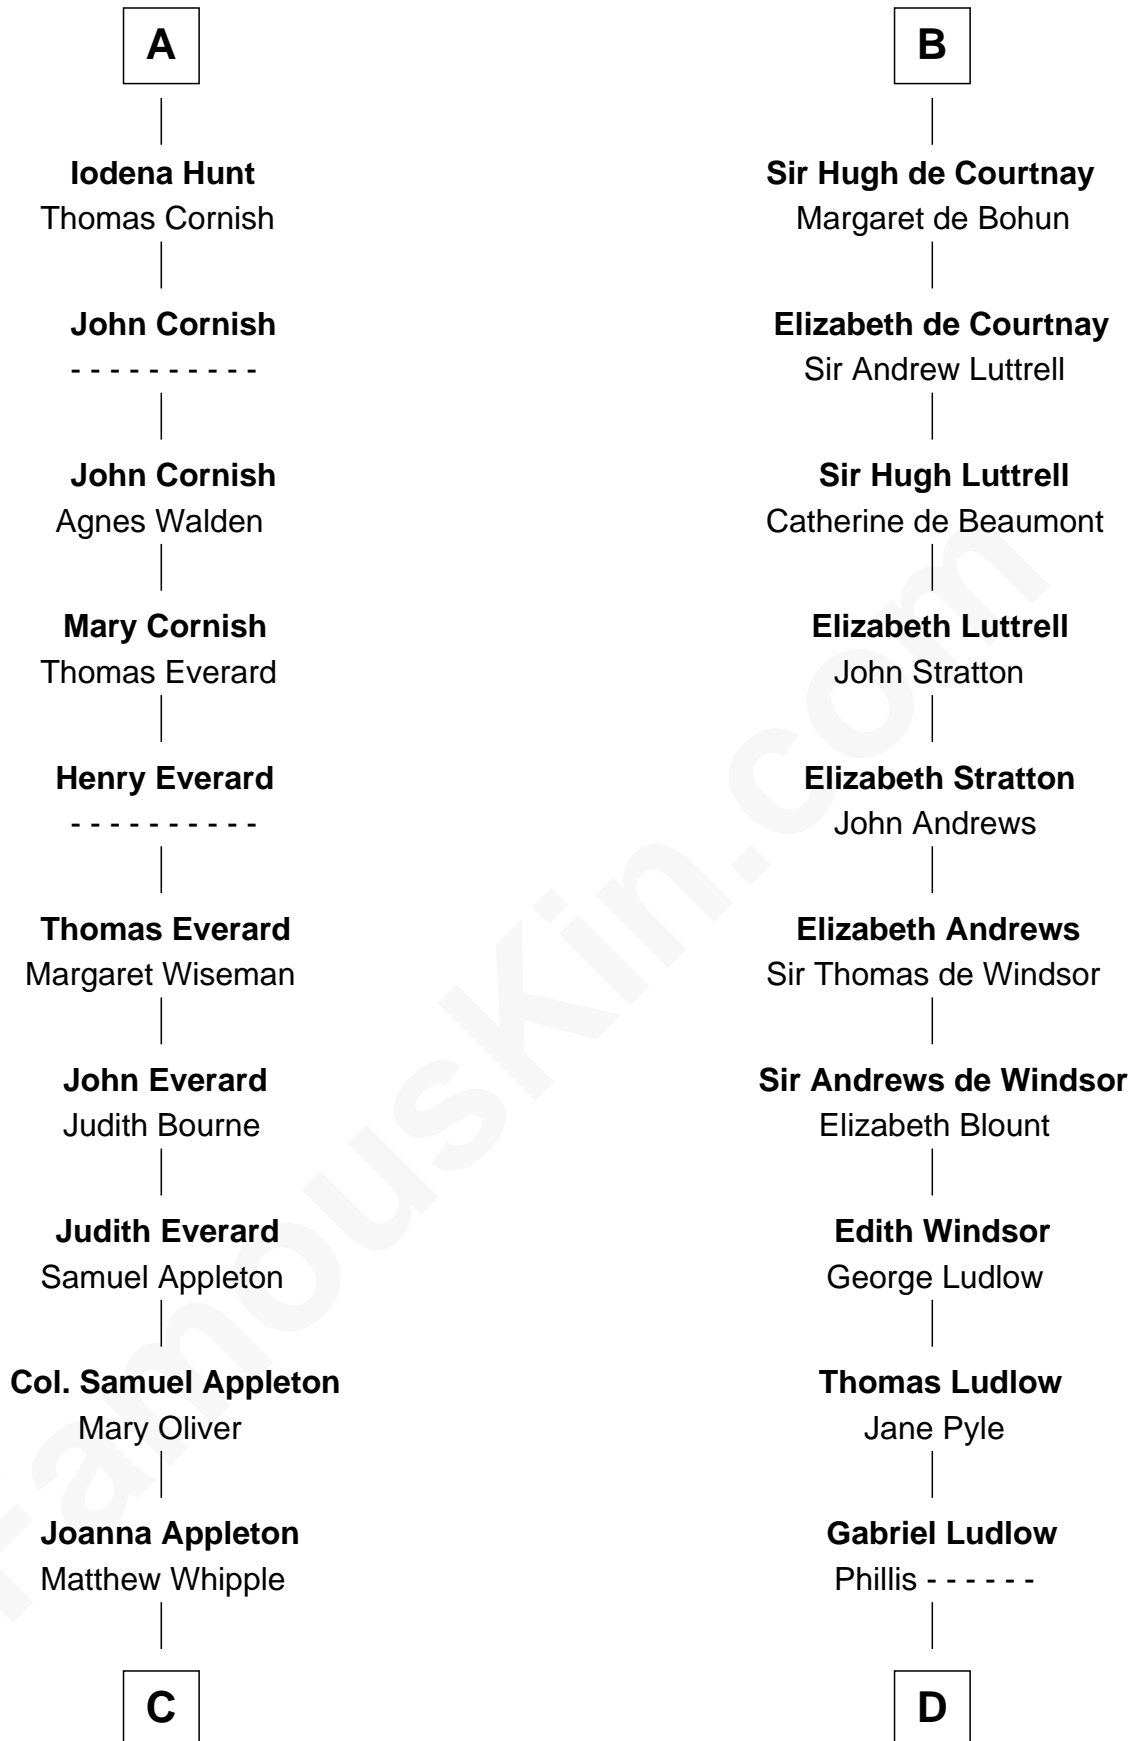 A
Iodena Hunt
Thomas Cornish
John Cornish
- - - - - - - - - -
John Cornish
Agnes Walden
Mary Cornish
Thomas Everard
Henry Everard
- - - - - - - - - -
Thomas Everard
Margaret Wiseman
John Everard
Judith Bourne
Judith Everard
Samuel Appleton
Col. Samuel Appleton
Mary Oliver
Joanna Appleton
Matthew Whipple
C
B
Sir Hugh de Courtnay
Margaret de Bohun
Elizabeth de Courtnay
Sir Andrew Luttrell
Sir Hugh Luttrell
Catherine de Beaumont
Elizabeth Luttrell
John Stratton
Elizabeth Stratton
John Andrews
Elizabeth Andrews
Sir Thomas de Windsor
Sir Andrews de Windsor
Elizabeth Blount
Edith Windsor
George Ludlow
Thomas Ludlow
Jane Pyle
Gabriel Ludlow
Phillis - - - - - -
D
FamousKin.com